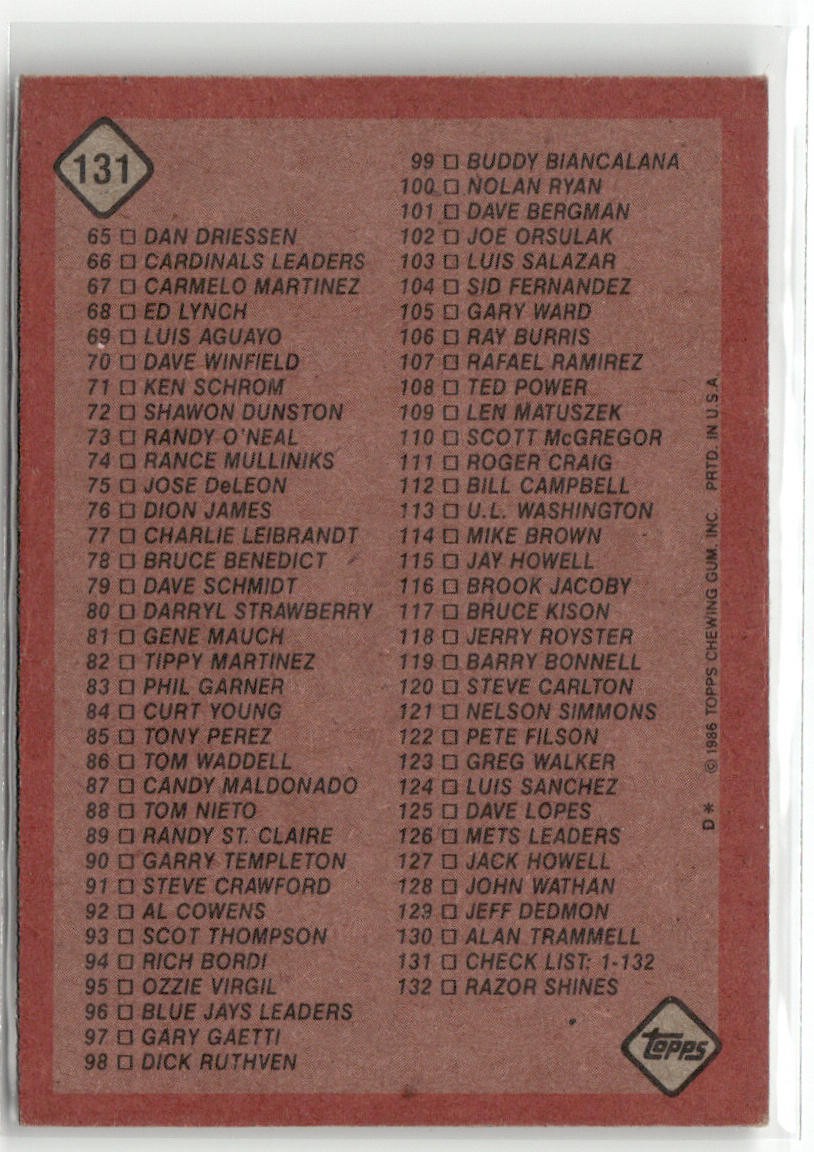 131
65 □ DAN DRIESSEN
66 □ CARDINALS LEADERS
67 □ CARMELO MARTINEZ
68 □ ED LYNCH
69 □ LUIS AGUAYO
70 □ DAVE WINFIELD
71 □ KEN SCHROM
72 □ SHAWON DUNSTON
73 □ RANDY O'NEAL
74 □ RANCE MULLINIKS
75 □ JOSE DeLEON
76 □ DION JAMES
77 □ CHARLIE LEIBRANDT
78 □ BRUCE BENEDICT
79 □ DAVE SCHMIDT
80 □ DARRYL STRAWBERRY
81 □ GENE MAUCH
82 □ TIPPY MARTINEZ
83 □ PHIL GARNER
84 □ CURT YOUNG
85 □ TONY PEREZ
86 □ TOM WADDELL
87 □ CANDY MALDONADO
88 □ TOM NIETO
89 □ RANDY ST. CLAIRE
90 □ GARRY TEMPLETON
91 □ STEVE CRAWFORD
92 □ AL COWENS
93 □ SCOT THOMPSON
94 □ RICH BORDI
95 □ OZZIE VIRGIL
96 □ BLUE JAYS LEADERS
97 □ GARY GAETTI
98 □ DICK RUTHVEN
99 □ BUDDY BIANCALANA
100 □ NOLAN RYAN
101 □ DAVE BERGMAN
102 □ JOE ORSULAK
103 □ LUIS SALAZAR
104 □ SID FERNANDEZ
105 □ GARY WARD
106 □ RAY BURRIS
107 □ RAFAEL RAMIREZ
108 □ TED POWER
109 □ LEN MATUSZEK
110 □ SCOTT McGREGOR
111 □ ROGER CRAIG
112 □ BILL CAMPBELL
113 □ U.L. WASHINGTON
114 □ MIKE BROWN
115 □ JAY HOWELL
116 □ BROOK JACOBY
117 □ BRUCE KISON
118 □ JERRY ROYSTER
119 □ BARRY BONNELL
120 □ STEVE CARLTON
121 □ NELSON SIMMONS
122 □ PETE FILSON
123 □ GREG WALKER
124 □ LUIS SANCHEZ
125 □ DAVE LOPES
126 □ METS LEADERS
127 □ JACK HOWELL
128 □ JOHN WATHAN
129 □ JEFF DEDMON
130 □ ALAN TRAMMELL
131 □ CHECK LIST: 1-132
132 □ RAZOR SHINES
D* © 1986 TOPPS CHEWING GUM, INC. PRTD. IN U.S.A.
topps